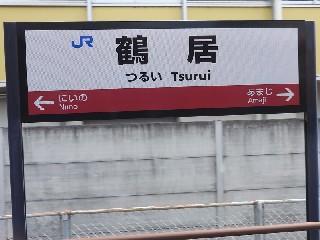 JR 鶴居
つるい Tsurui
← にいの あまじ →
Niino Amaji